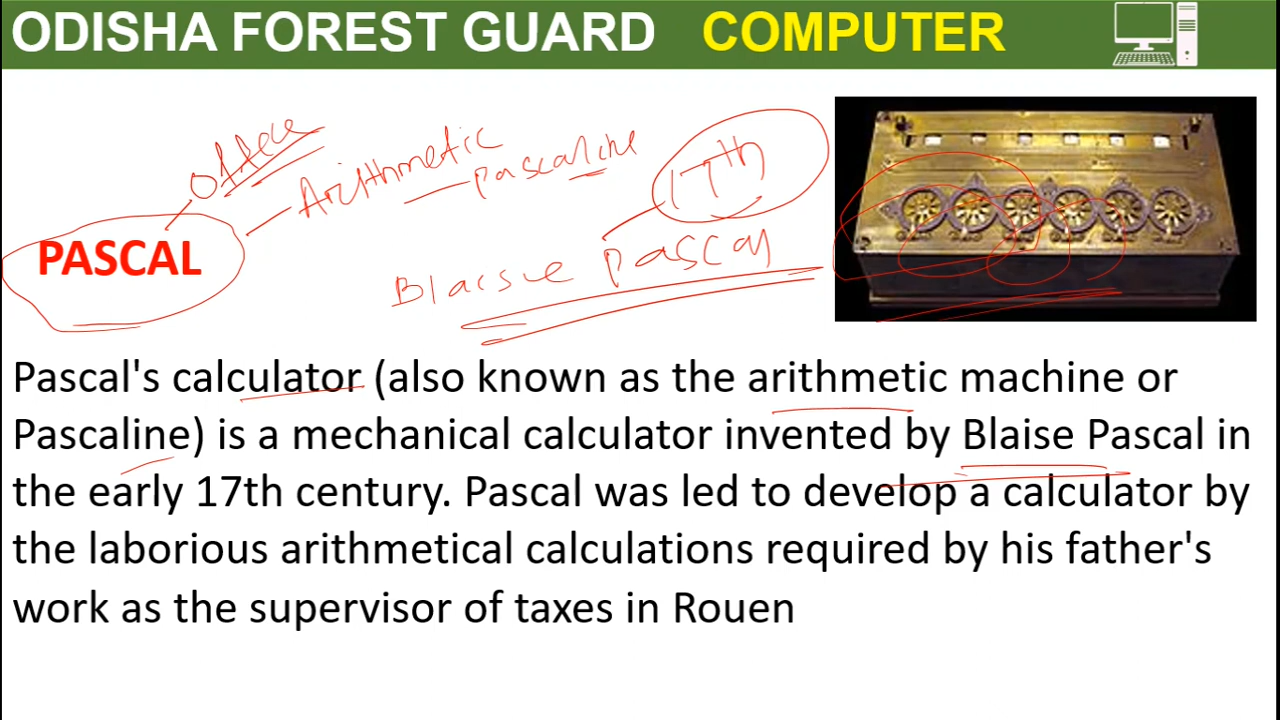 ODISHA FOREST GUARD COMPUTER
Arithmetic
pascaline
17th
PASCAL
Blaisie pascal
Pascal's calculator (also known as the arithmetic machine or
Pascaline) is a mechanical calculator invented by Blaise Pascal in
the early 17th century. Pascal was led to develop a calculator by
the laborious arithmetical calculations required by his father's
work as the supervisor of taxes in Rouen